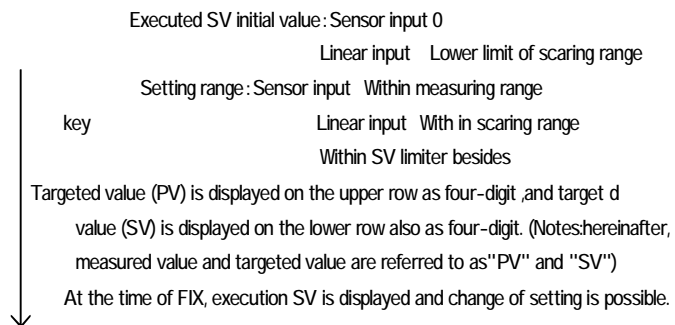 Executed SV initial value: Sensor input 0
Linear input Lower limit of scaring range
Setting range: Sensor input Within measuring range
key Linear input With in scaring range
Within SV limiter besides
Targeted value (PV) is displayed on the upper row as four-digit ,and target d
value (SV) is displayed on the lower row also as four-digit. (Notes:hereinafter,
measured value and targeted value are referred to as"PV" and "SV")
At the time of FIX, execution SV is displayed and change of setting is possible.